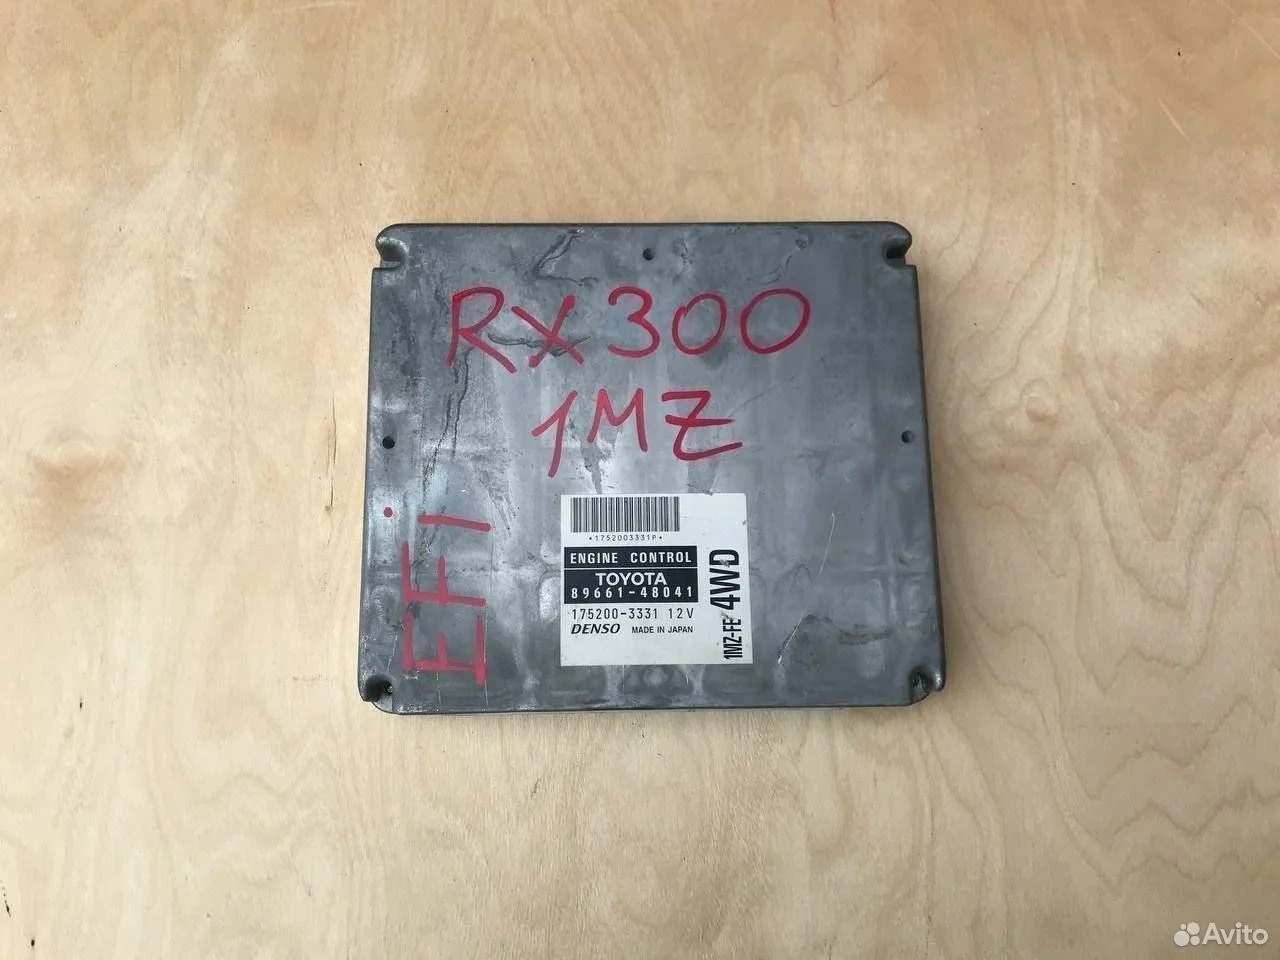 RX300
1MZ
EFI
*1752003331P*
ENGINE CONTROL
TOYOTA
89661-48041
175200-3331 12V
DENSO MADE IN JAPAN
1MZ-FE 4WD
Avito